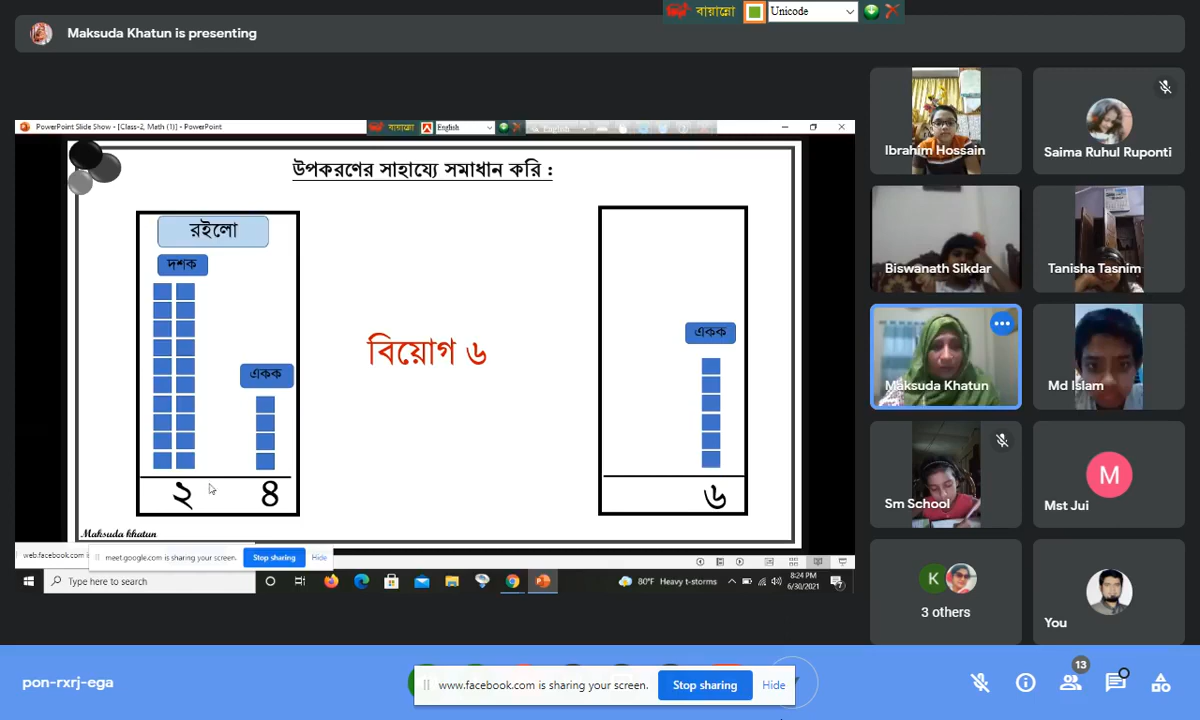 বায়ান্নো Unicode
Maksuda Khatun is presenting
PowerPoint Slide Show - [Class-2, Math (1)] - PowerPoint
বায়ান্নো English
উপকরণের সাহায্যে সমাধান করি :
রইলো
দশক
একক
২ ৪
বিয়োগ ৬
একক
৬
Maksuda khatun
web.facebook.com
meet.google.com is sharing your screen. Stop sharing Hide
Type here to search
80°F Heavy t-storms
8:24 PM
6/30/2021
Ibrahim Hossain
Saima Ruhul Ruponti
Biswanath Sikdar
Tanisha Tasnim
Maksuda Khatun
Md Islam
Sm School
M
Mst Jui
K
3 others
You
pon-rxrj-ega
www.facebook.com is sharing your screen. Stop sharing Hide
13